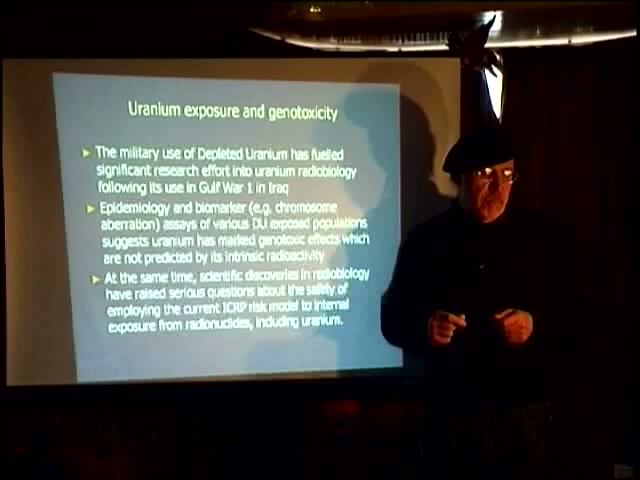 Uranium exposure and genotoxicity
The military use of Depleted Uranium has fuelled
significant research effort into uranium radiobiology
following its use in Gulf War 1 in Iraq
Epidemiology and biomarker (e.g. chromosome
aberration) assays of various DU exposed populations
suggests uranium has marked genotoxic effects which
are not predicted by its intrinsic radioactivity
At the same time, scientific discoveries in radiobiology
have raised serious questions about the safety of
employing the current ICRP risk model to internal
exposure from radionuclides, including uranium.